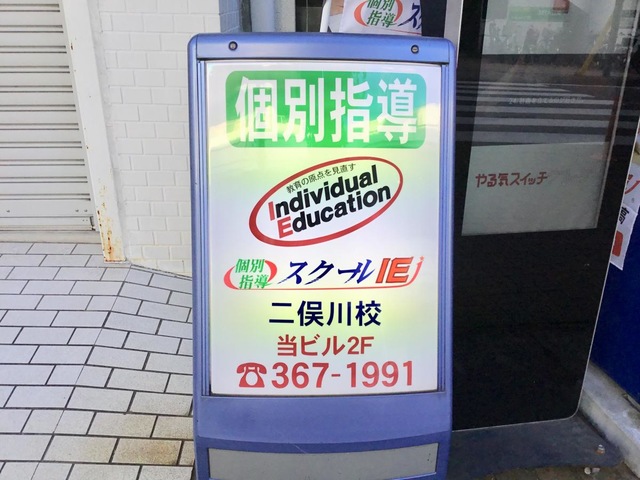 個別
指導
個別指導
教育の原点を見直す
Individual
Education
個別
指導
スクールIE
二俣川校
当ビル2F
☎367-1991
やる気スイッチ